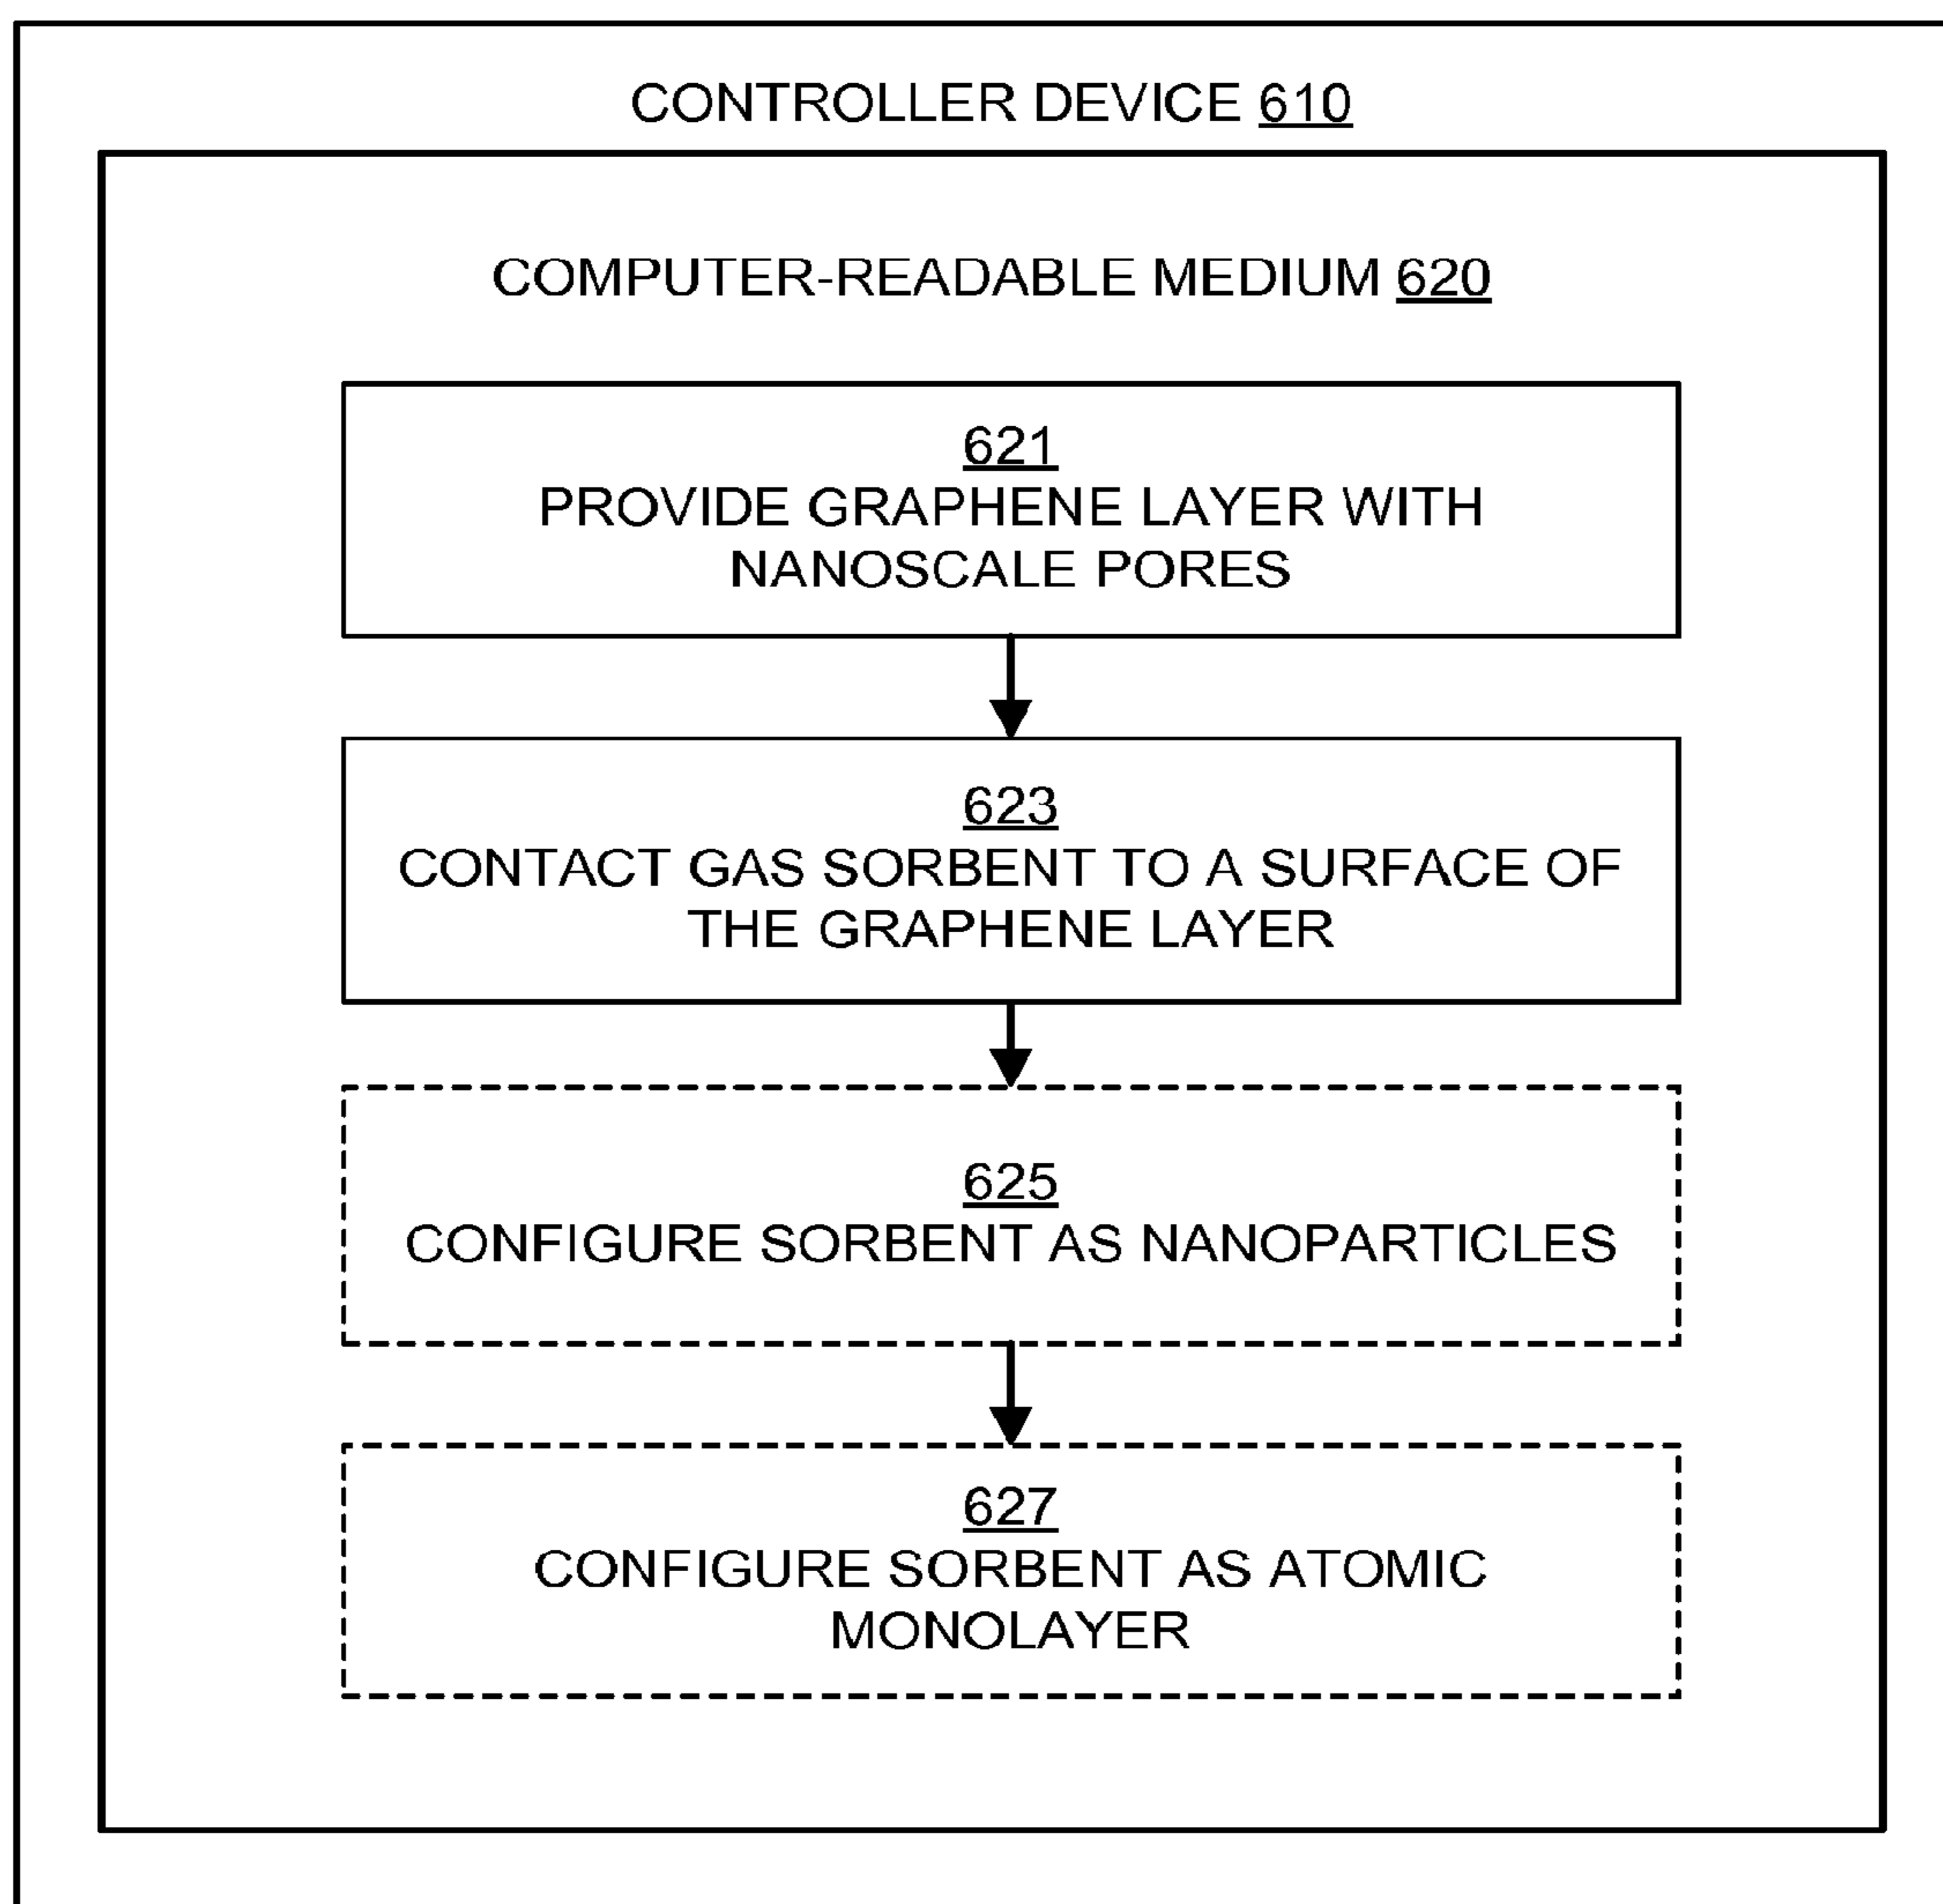 CONTROLLER DEVICE 610
COMPUTER-READABLE MEDIUM 620
621
PROVIDE GRAPHENE LAYER WITH
NANOSCALE PORES
623
CONTACT GAS SORBENT TO A SURFACE OF
THE GRAPHENE LAYER
625
CONFIGURE SORBENT AS NANOPARTICLES
627
CONFIGURE SORBENT AS ATOMIC
MONOLAYER